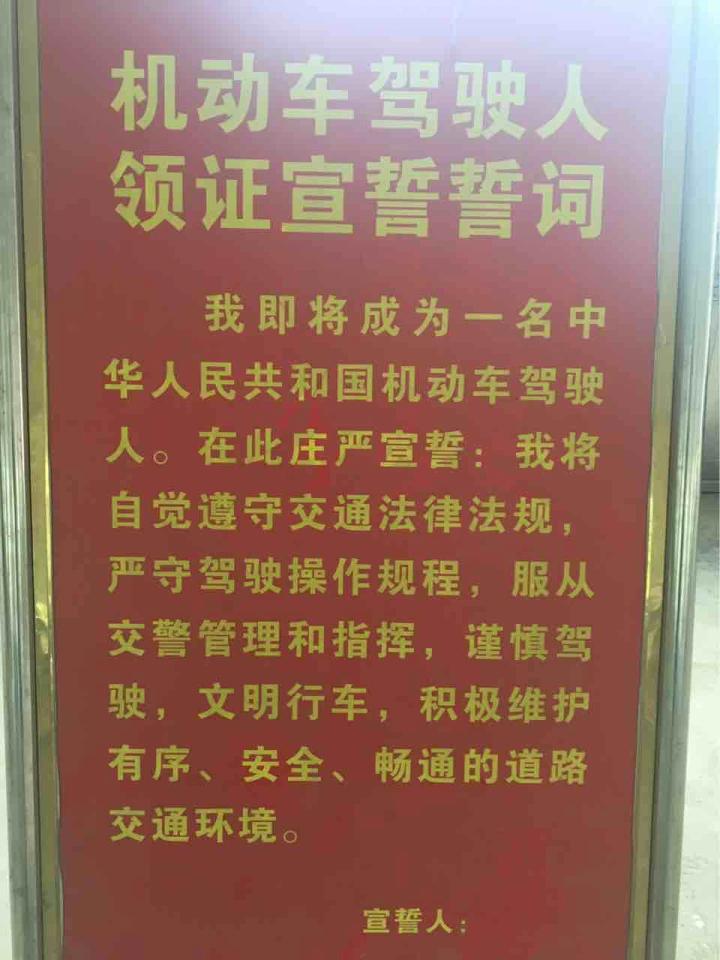 机动车驾驶人
领证宣誓誓词
我即将成为一名中
华人民共和国机动车驾驶
人。在此庄严宣誓：我将
自觉遵守交通法律法规，
严守驾驶操作规程，服从
交警管理和指挥，谨慎驾
驶，文明行车，积极维护
有序、安全、畅通的道路
交通环境。
宣誓人：